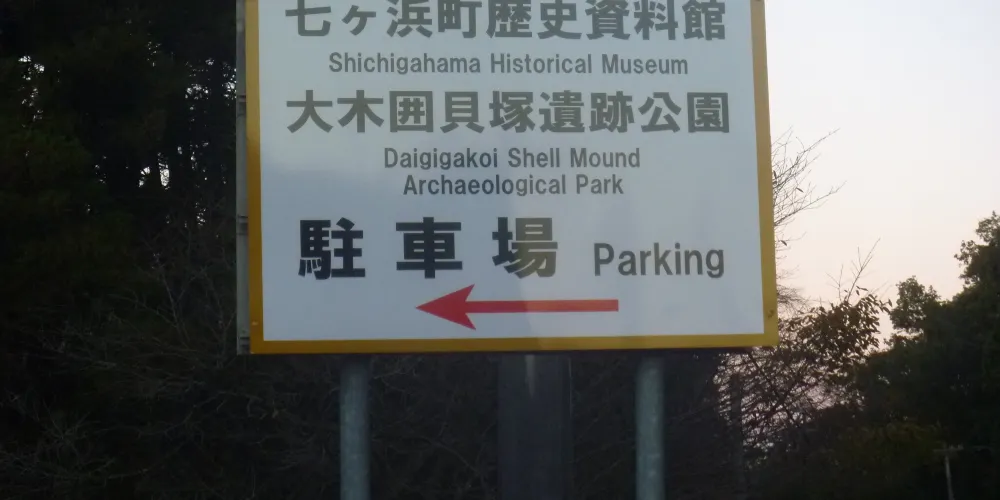 七ヶ浜町歴史資料館
Shichigahama Historical Museum
大木囲貝塚遺跡公園
Daigigakoi Shell Mound
Archaeological Park
駐車場 Parking